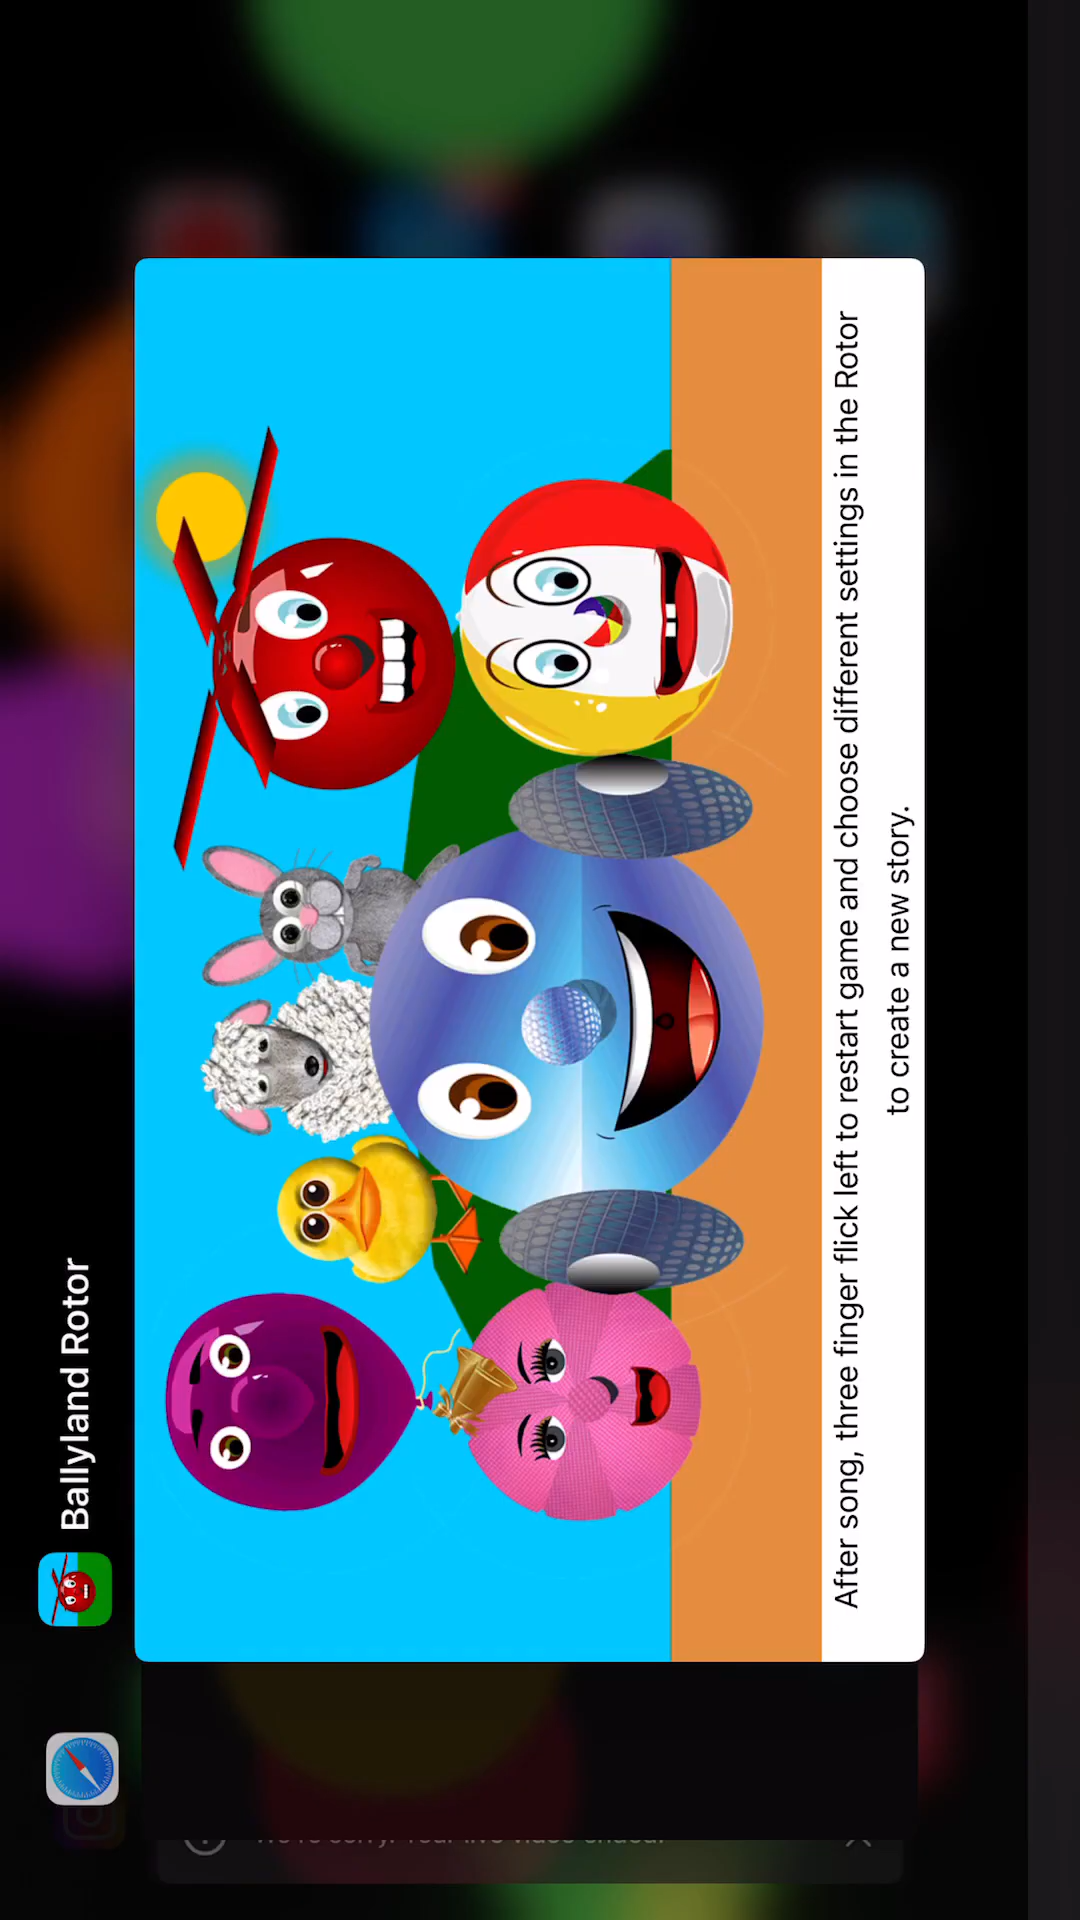 Ballyland Rotor
After song, three finger flick left to restart game and choose different settings in the Rotor
to create a new story.